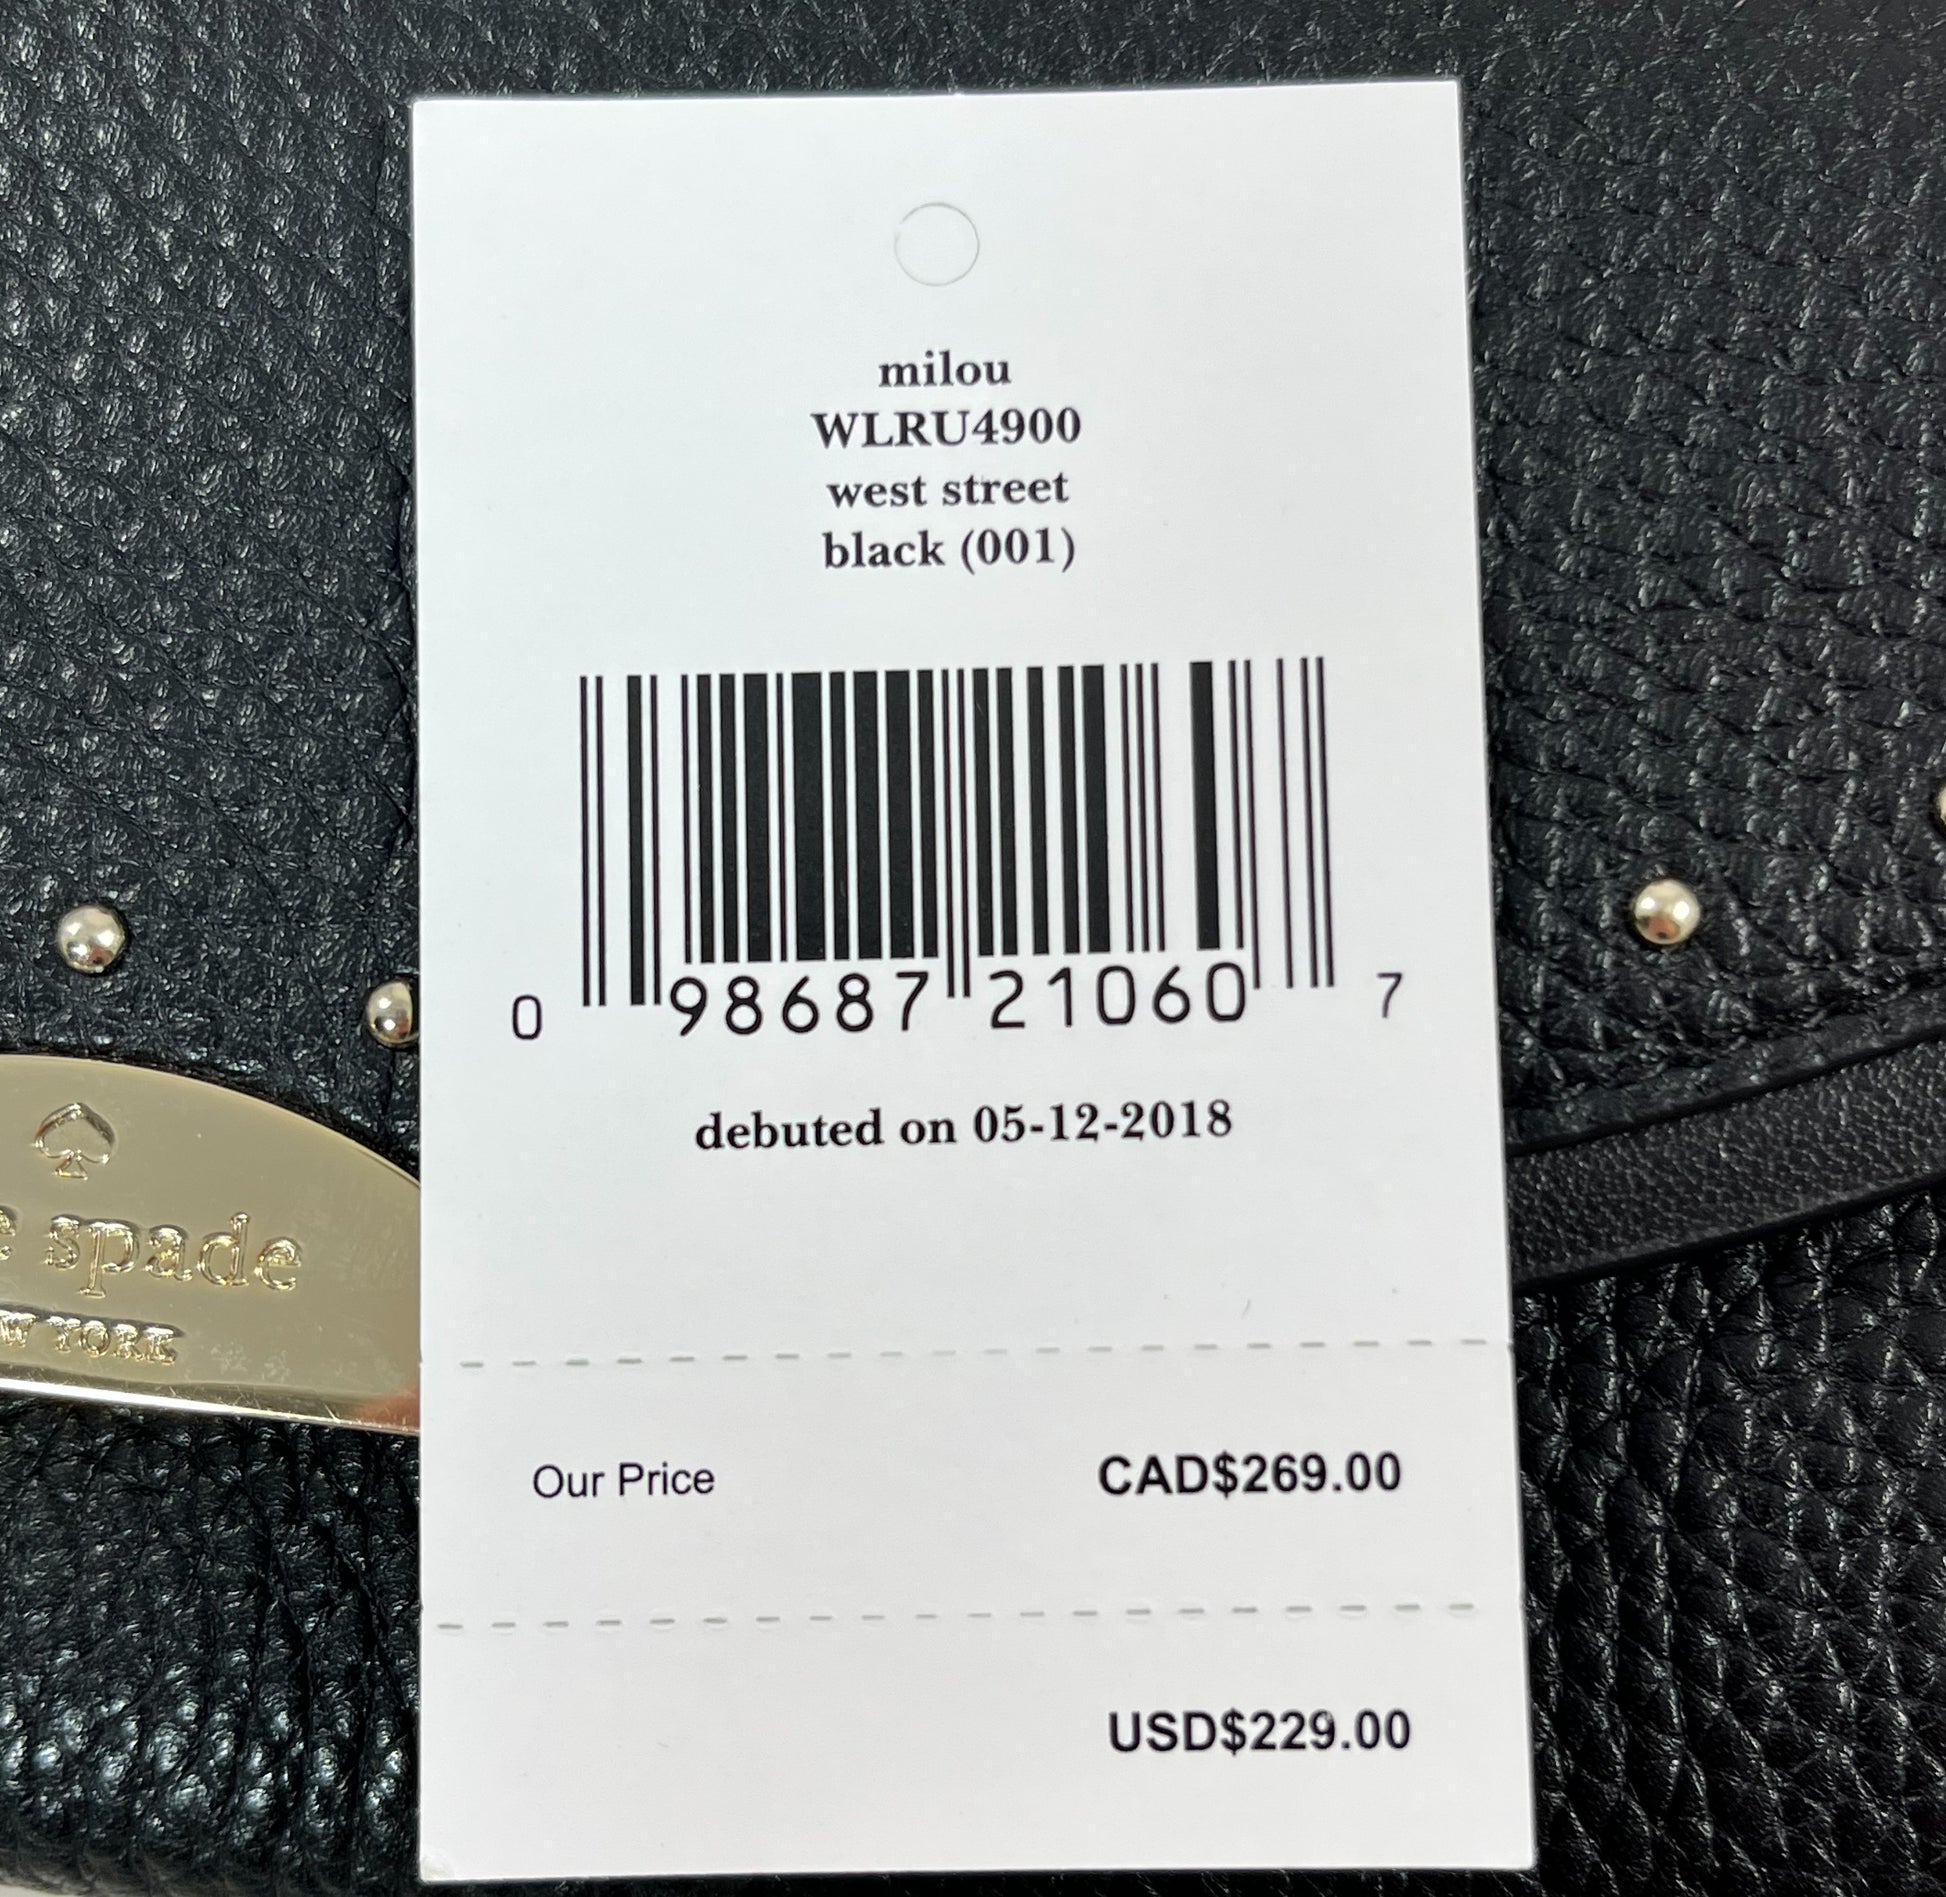 milou
WLRU4900
west street
black (001)
0 98687 21060 7
debuted on 05-12-2018
Our Price CAD$269.00
USD$229.00
spade
YORK